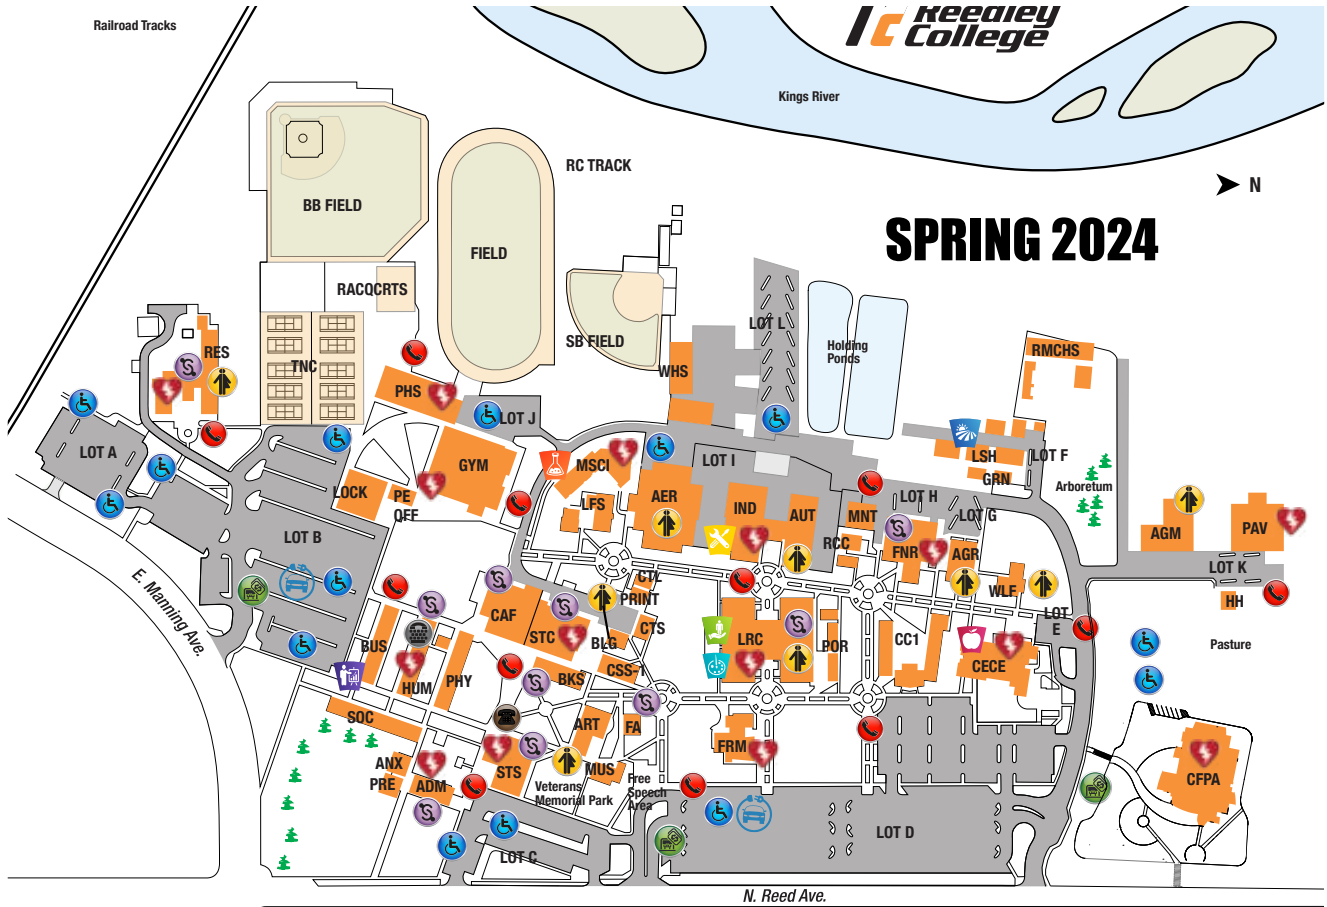 Railroad Tracks
Reedley
College
Kings River
N
RC TRACK
SPRING 2024
BB FIELD
FIELD
RACQCRTS
SB FIELD
LOT L
Holding
Ponds
RES
TNC
WHS
RMCHS
PHS
LOT J
LOT A
GYM
MSCI
LOT I
LSH
LOT F
GRN
Arboretum
LOCK
PE
OFF
LFS
AER
IND
AUT
MNT
LOT H
LOT G
AGM
PAV
LOT B
RCC
FNR
AGR
LOT K
E. Manning Ave.
CTL
PRINT
WLF
HH
CAF
STC
BLG
CTS
LOT
E
BUS
LRC
POR
CC1
Pasture
HUM
PHY
BKS
CSS-1
CECE
SOC
ART
FA
FRM
ANX
PRE
ADM
STS
MUS
CFPA
Veterans
Memorial Park
Free
Speech
Area
LOT D
LOT C
N. Reed Ave.